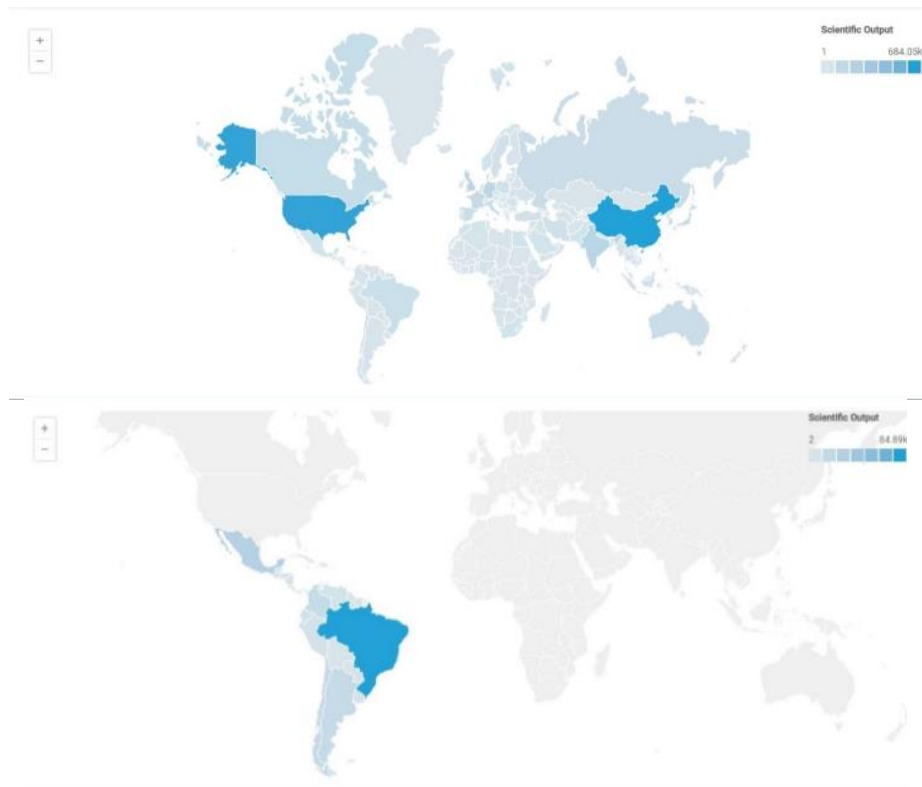 +
−
Scientific Output
1 684.05k
+
−
Scientific Output
2 84.89k